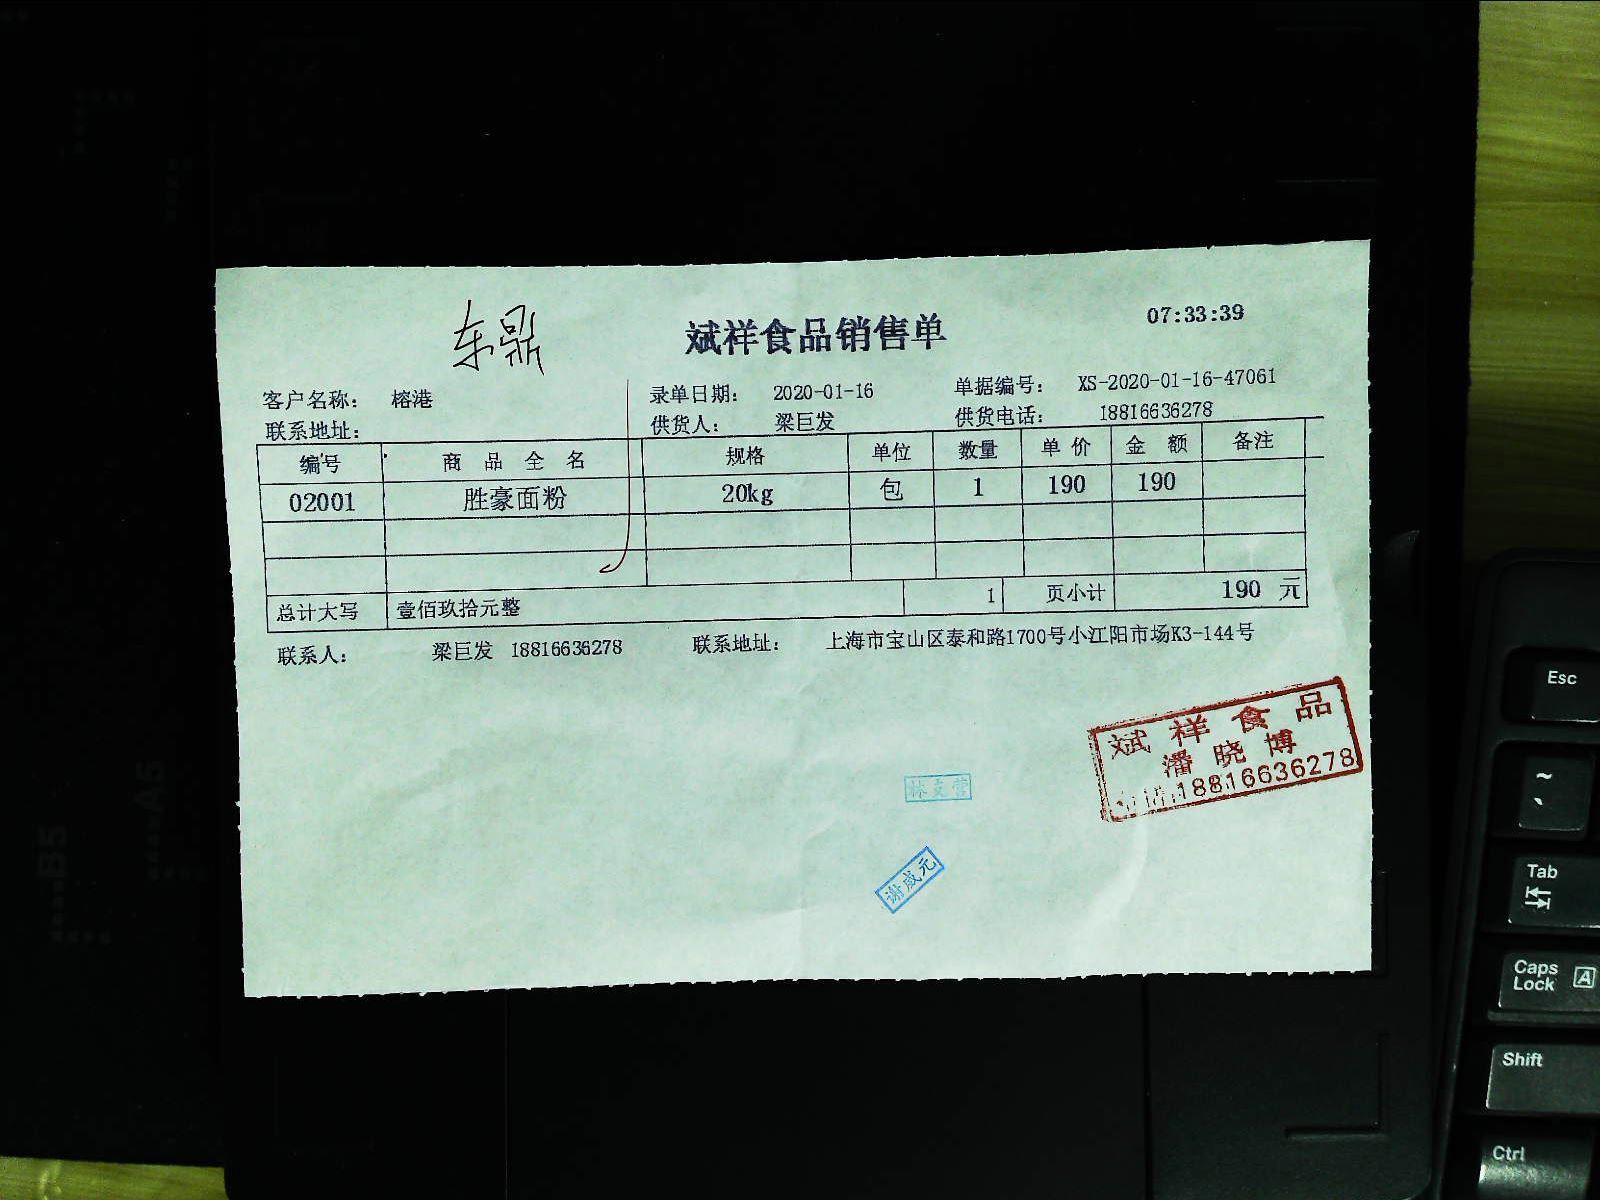 东鼎
斌祥食品销售单
07:33:39
客户名称： 榕港 录单日期： 2020-01-16 单据编号： XS-2020-01-16-47061
联系地址： 供货人： 梁巨发 供货电话： 18816636278
编号 商品全名 规格 单位 数量 单价 金额 备注
02001 胜豪面粉 20kg 包 1 190 190
总计大写 壹佰玖拾元整 1 页小计 190 元
联系人： 梁巨发 18816636278 联系地址： 上海市宝山区泰和路1700号小江阳市场K3-144号
斌祥食品
潘晓博
18816636278
谢威元
Esc
~
`
Tab
Caps Lock A
Shift
Ctrl
B5
A5